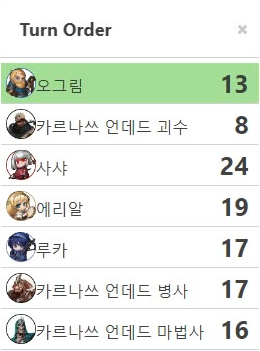 Turn Order ×
오그림 13
카르나쓰 언데드 괴수 8
사샤 24
에리알 19
루카 17
카르나쓰 언데드 병사 17
카르나쓰 언데드 마법사 16